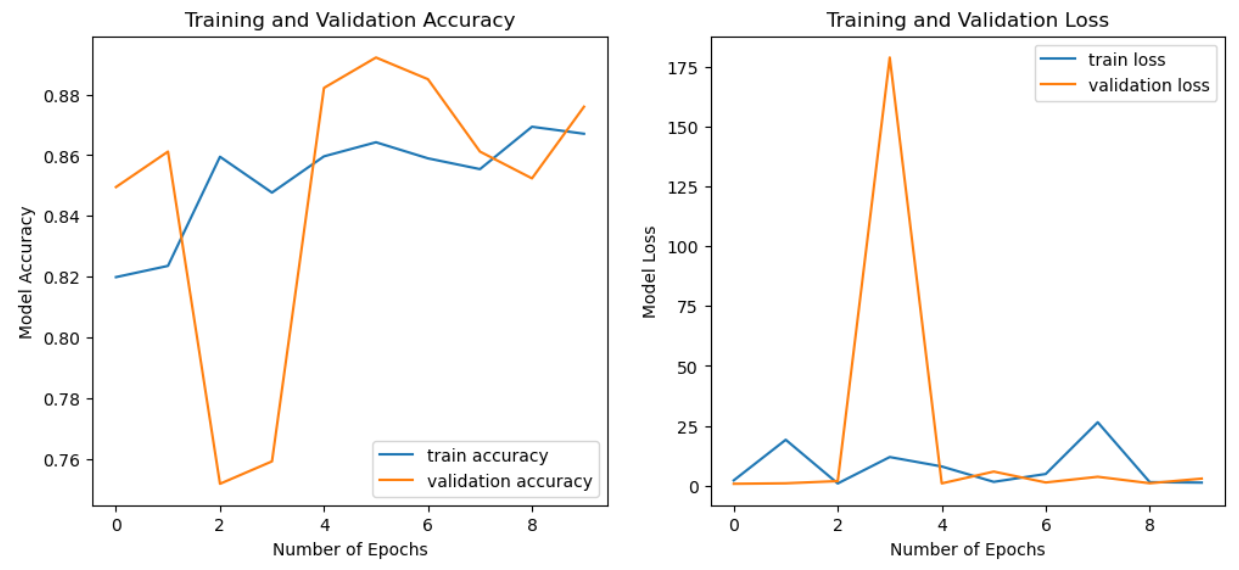 Training and Validation Accuracy
Model Accuracy
0.88
0.86
0.84
0.82
0.80
0.78
0.76
train accuracy
validation accuracy
0 2 4 6 8
Number of Epochs
Training and Validation Loss
Model Loss
175
150
125
100
75
50
25
0
train loss
validation loss
0 2 4 6 8
Number of Epochs